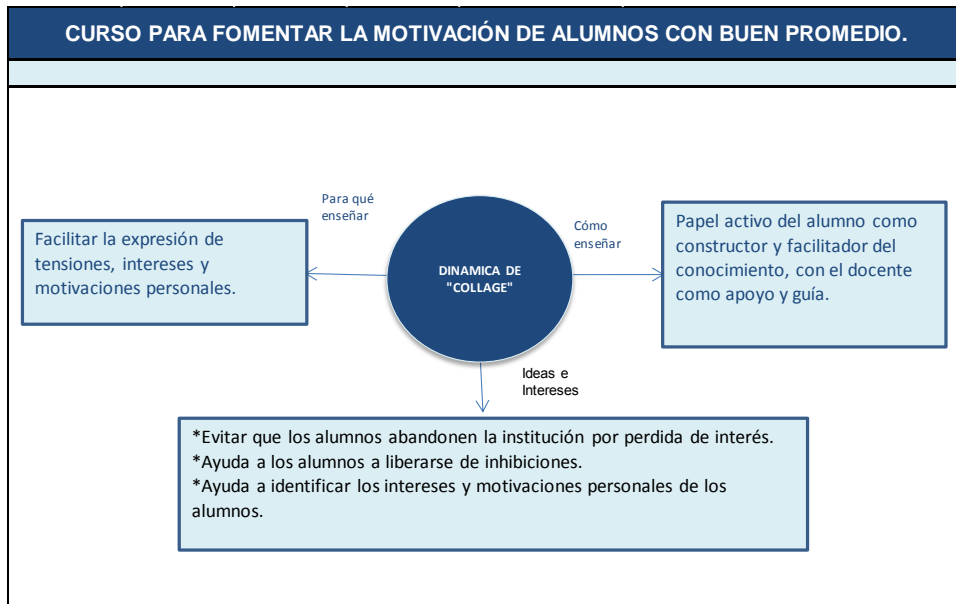 CURSO PARA FOMENTAR LA MOTIVACIÓN DE ALUMNOS CON BUEN PROMEDIO.
Para qué
enseñar
Facilitar la expresión de
tensiones, intereses y
motivaciones personales.
DINAMICA DE
"COLLAGE"
Cómo
enseñar
Papel activo del alumno como
constructor y facilitador del
conocimiento, con el docente
como apoyo y guía.
Ideas e
Intereses
*Evitar que los alumnos abandonen la institución por perdida de interés.
*Ayuda a los alumnos a liberarse de inhibiciones.
*Ayuda a identificar los intereses y motivaciones personales de los
alumnos.